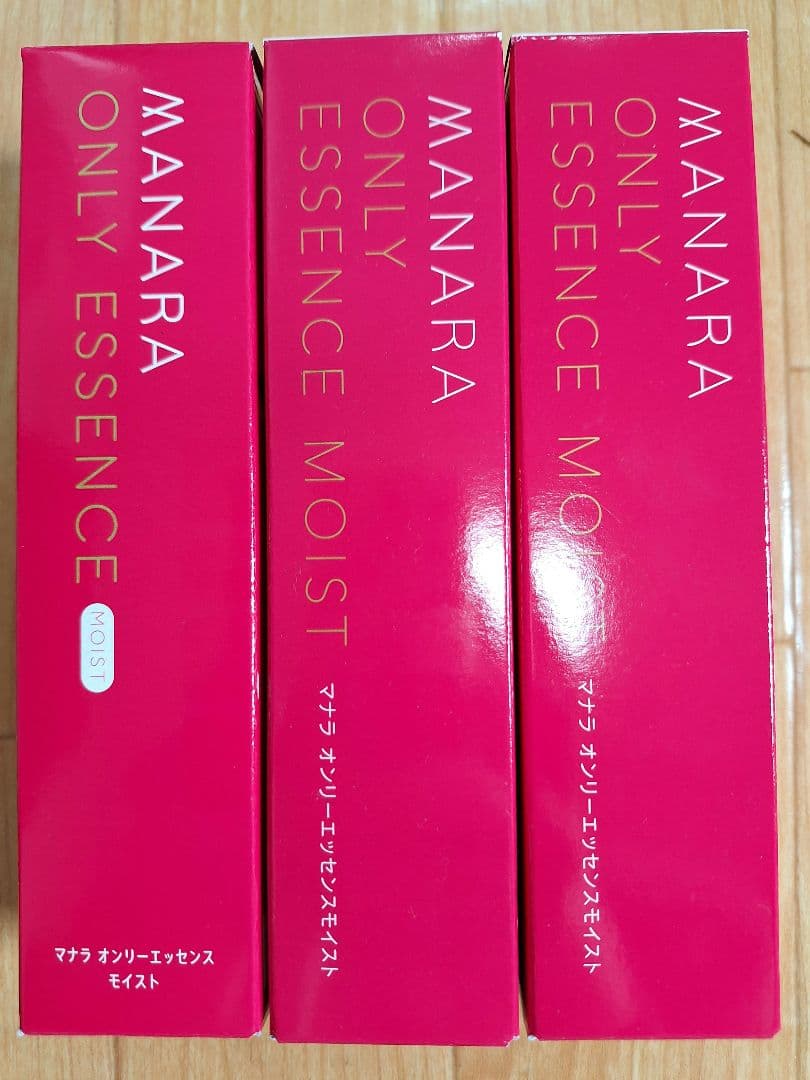 MANARA
ONLY ESSENCE
MOIST
マナラ オンリーエッセンス
モイスト
MANARA
ONLY
ESSENCE MOIST
マナラ オンリーエッセンスモイスト
MANARA
ONLY
ESSENCE MOIST
マナラ オンリーエッセンスモイスト